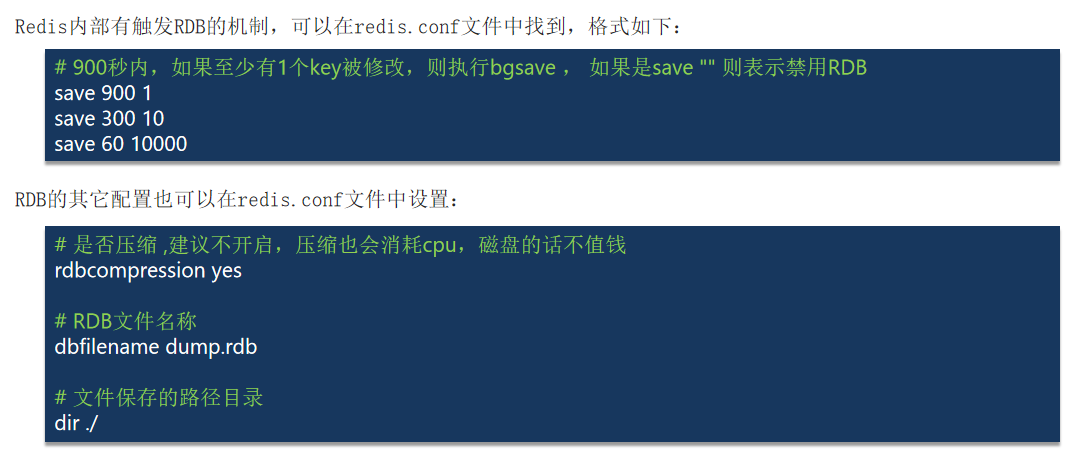 Redis内部有触发RDB的机制，可以在redis.conf文件中找到，格式如下：
# 900秒内，如果至少有1个key被修改，则执行bgsave ， 如果是save "" 则表示禁用RDB
save 900 1
save 300 10
save 60 10000
RDB的其它配置也可以在redis.conf文件中设置：
# 是否压缩 ,建议不开启，压缩也会消耗cpu，磁盘的话不值钱
rdbcompression yes
# RDB文件名称
dbfilename dump.rdb
# 文件保存的路径目录
dir ./